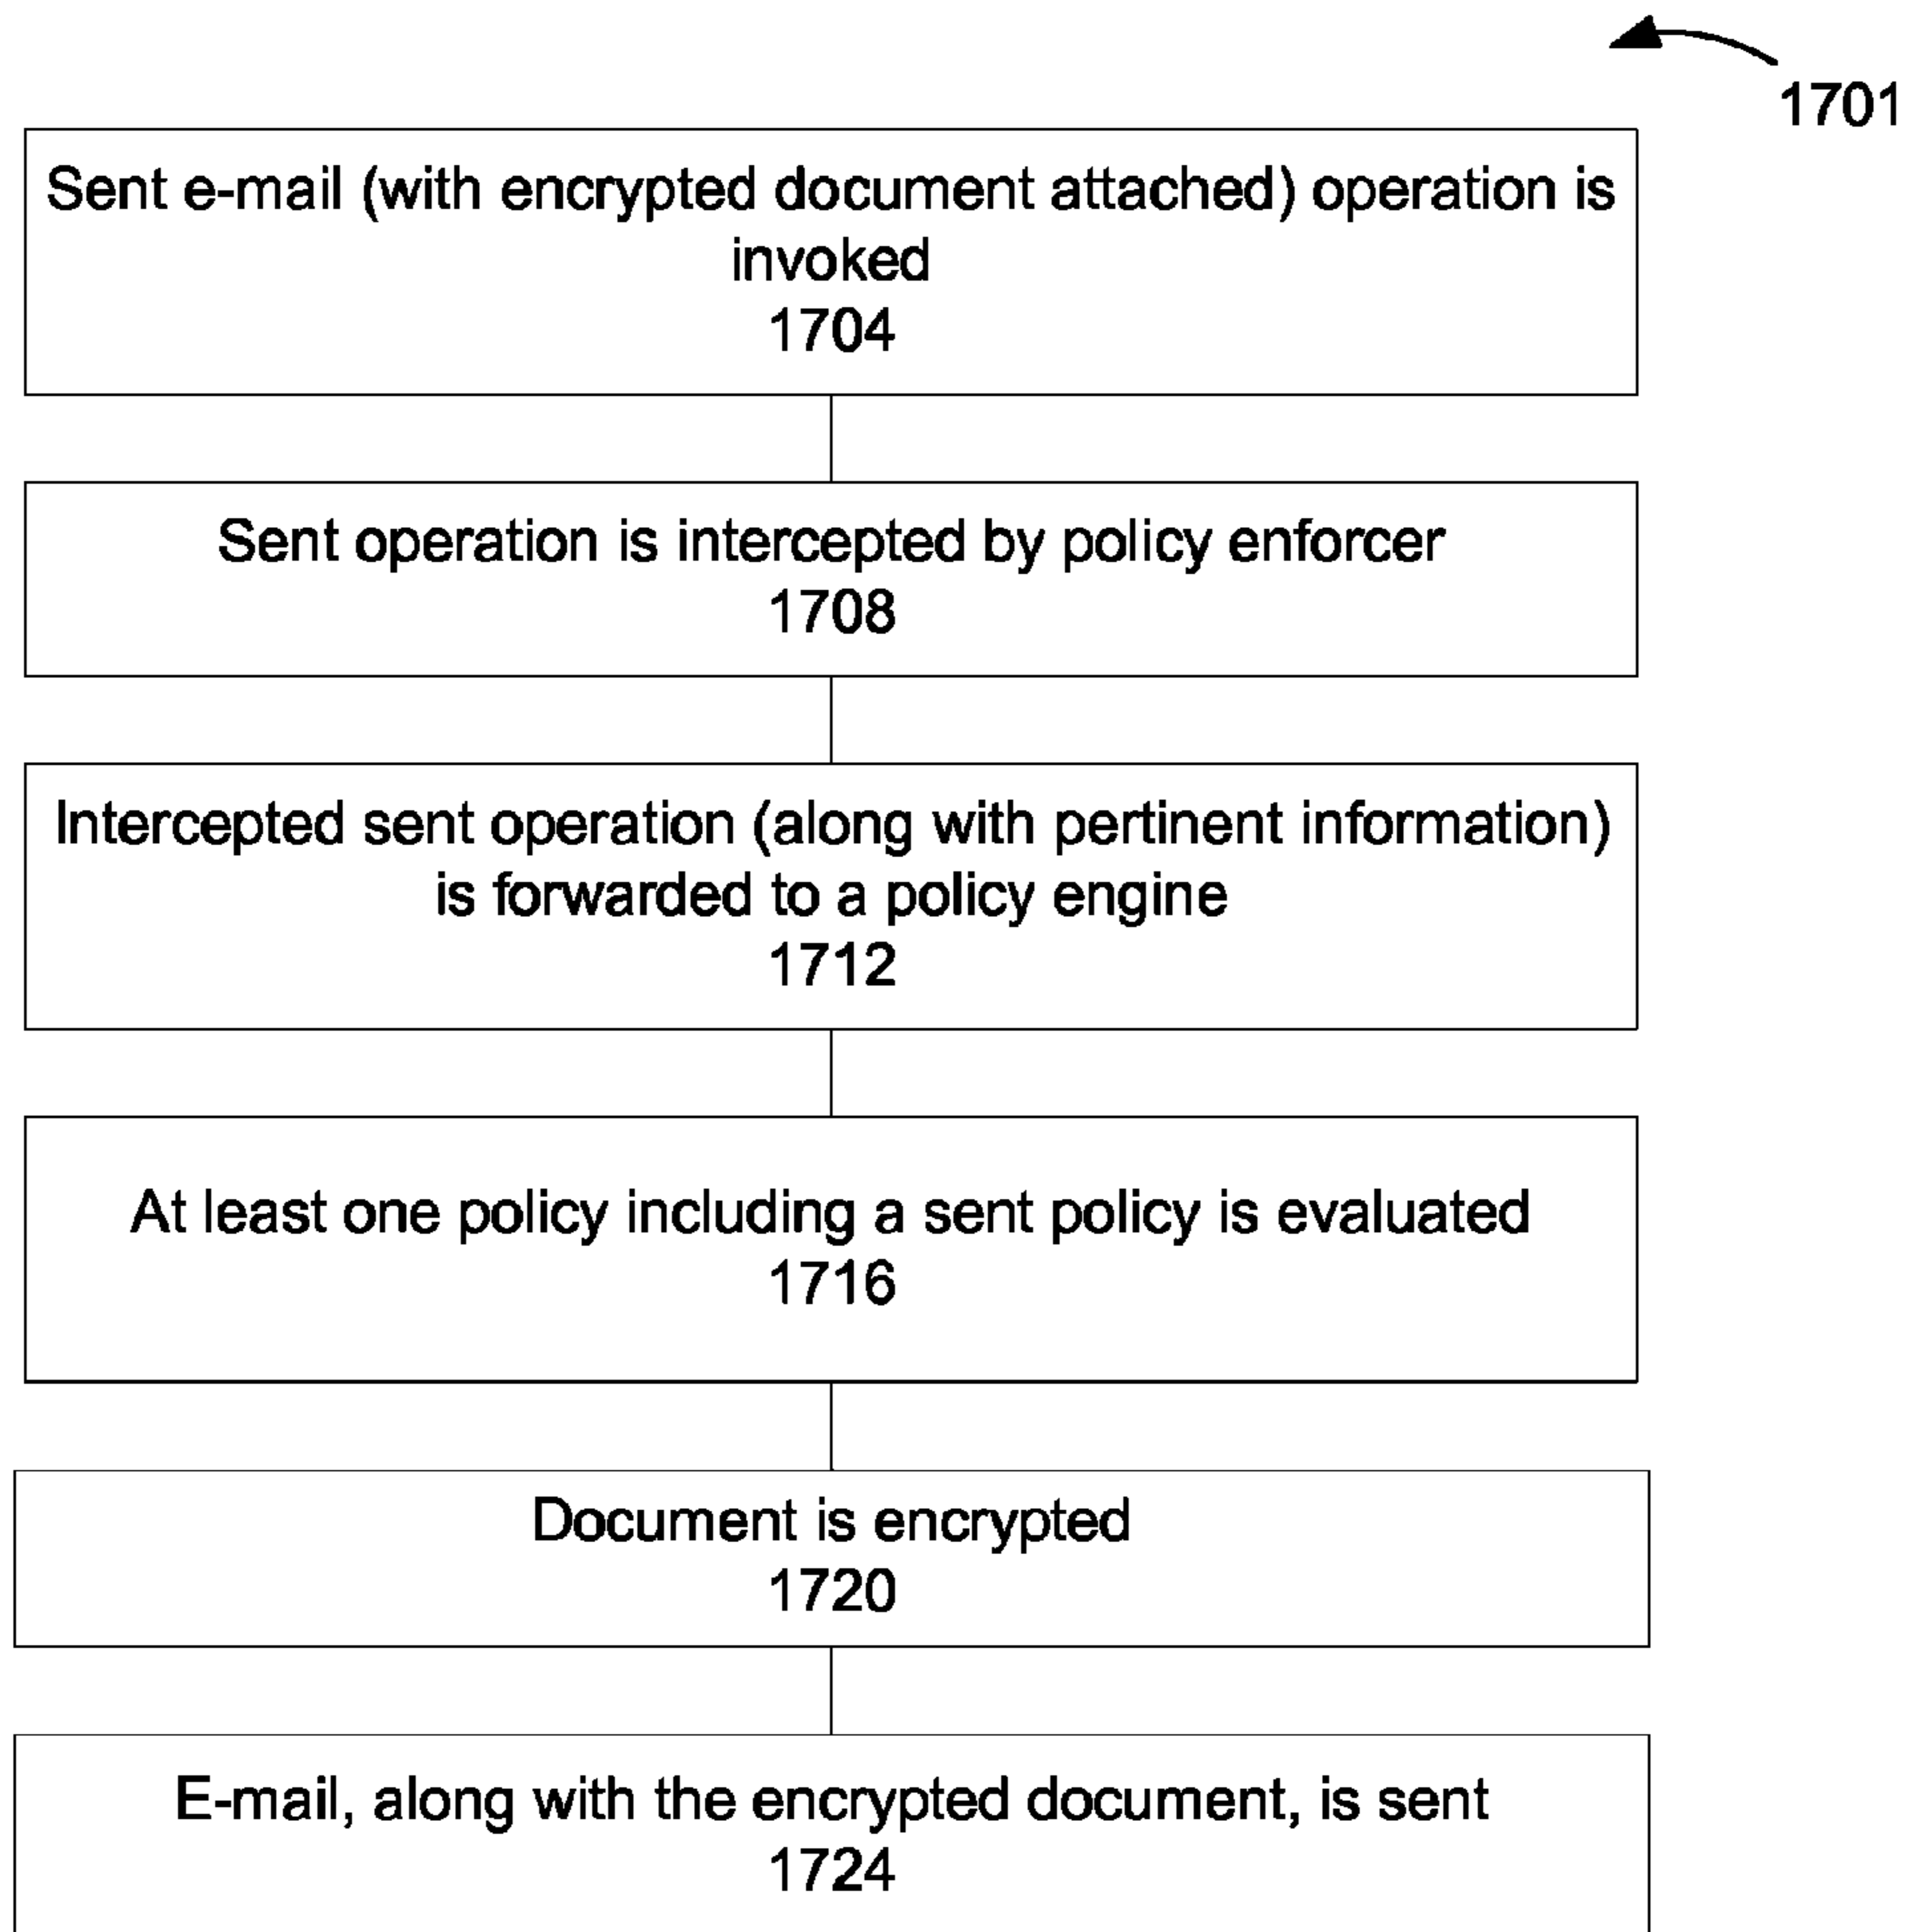 1701
Sent e-mail (with encrypted document attached) operation is
invoked
1704
Sent operation is intercepted by policy enforcer
1708
Intercepted sent operation (along with pertinent information)
is forwarded to a policy engine
1712
At least one policy including a sent policy is evaluated
1716
Document is encrypted
1720
E-mail, along with the encrypted document, is sent
1724